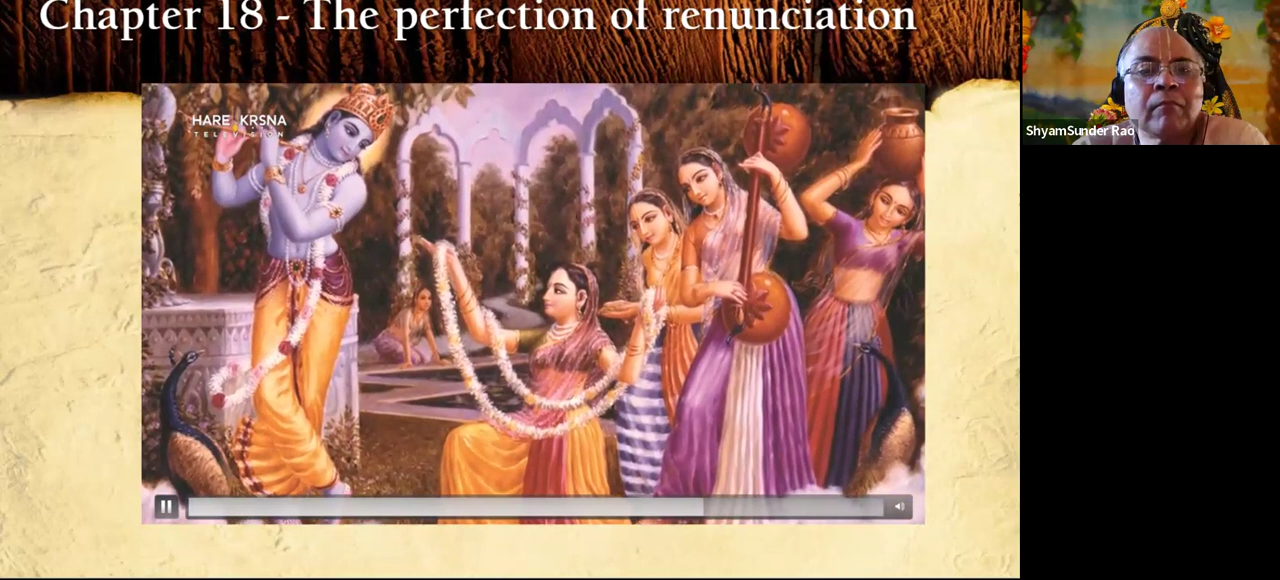 Chapter 18 - The perfection of renunciation
HARE KRSNA
TELEVISION
ShyamSunder Rao